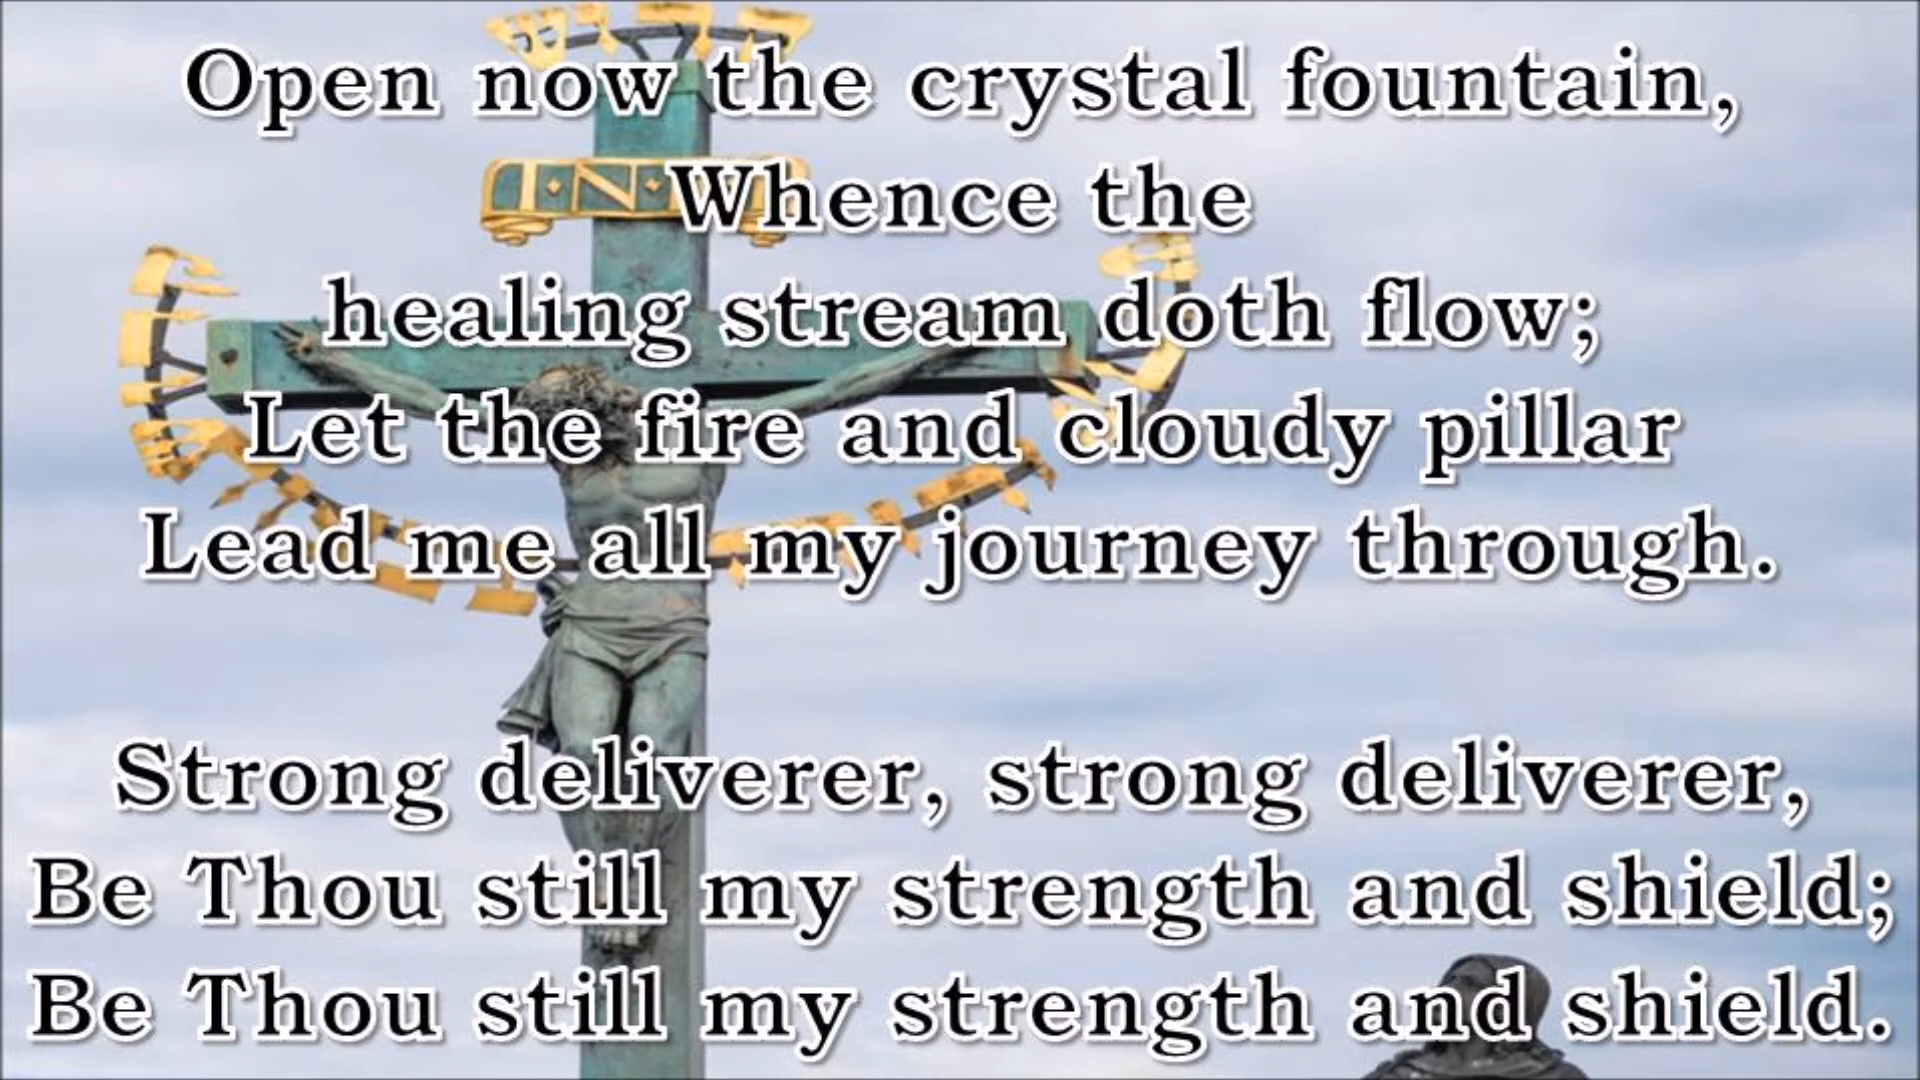 Open now the crystal fountain,
Whence the
healing stream doth flow;
Let the fire and cloudy pillar
Lead me all my journey through.
Strong deliverer, strong deliverer,
Be Thou still my strength and shield;
Be Thou still my strength and shield.
I·N·